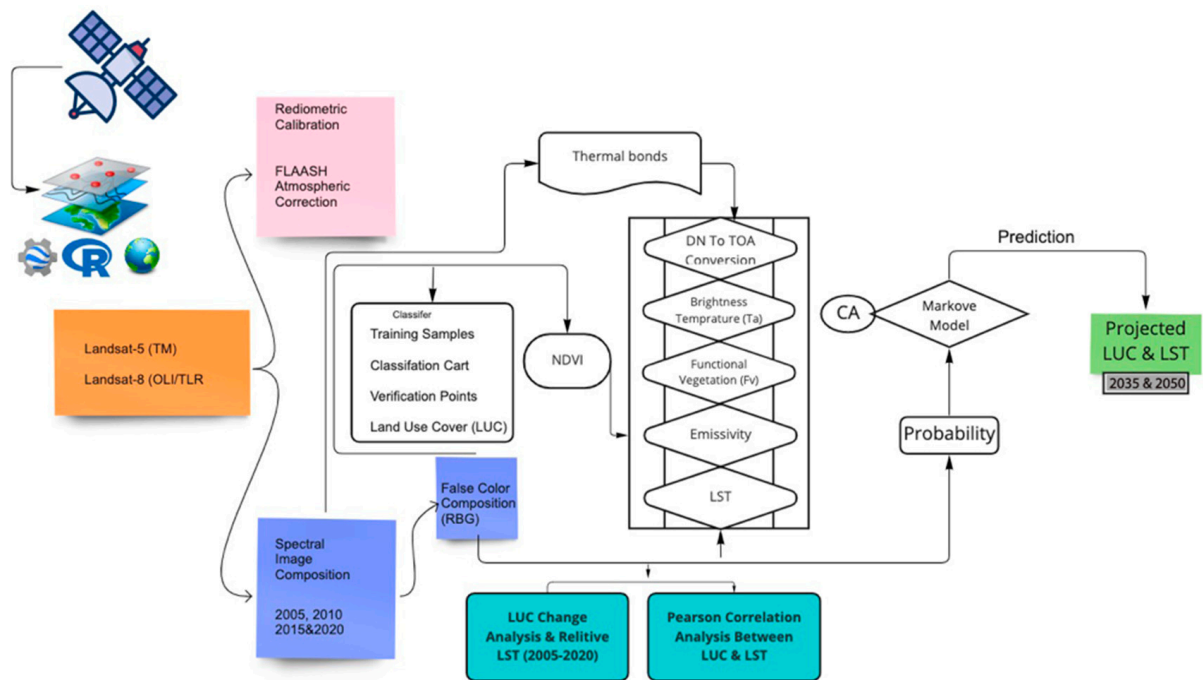 Rediometric
Calibration
FLAASH
Atmospheric
Correction
R
Landsat-5 (TM)
Landsat-8 (OLI/TLR
Spectral
Image
Composition
2005, 2010
2015&2020
False Color
Composition
(RBG)
Classifer
Training Samples
Classifation Cart
Verification Points
Land Use Cover (LUC)
NDVI
Thermal bonds
DN To TOA
Conversion
Brightness
Temprature (Ta)
Functional
Vegetation (Fv)
Emissivity
LST
LUC Change
Analysis & Relitive
LST (2005-2020)
Pearson Correlation
Analysis Between
LUC & LST
Probability
CA
Markove
Model
Prediction
Projected
LUC & LST
2035 & 2050